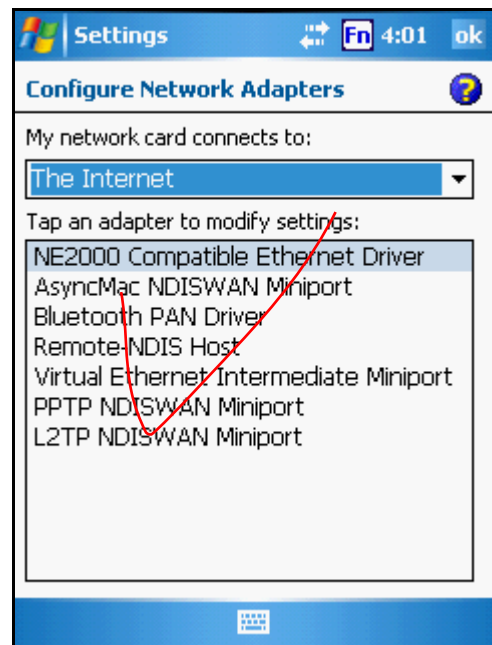 Settings Fn 4:01 ok
Configure Network Adapters ?
My network card connects to:
The Internet
Tap an adapter to modify settings:
NE2000 Compatible Ethernet Driver
AsyncMac NDISWAN Miniport
Bluetooth PAN Driver
Remote-NDIS Host
Virtual Ethernet Intermediate Miniport
PPTP NDISWAN Miniport
L2TP NDISWAN Miniport